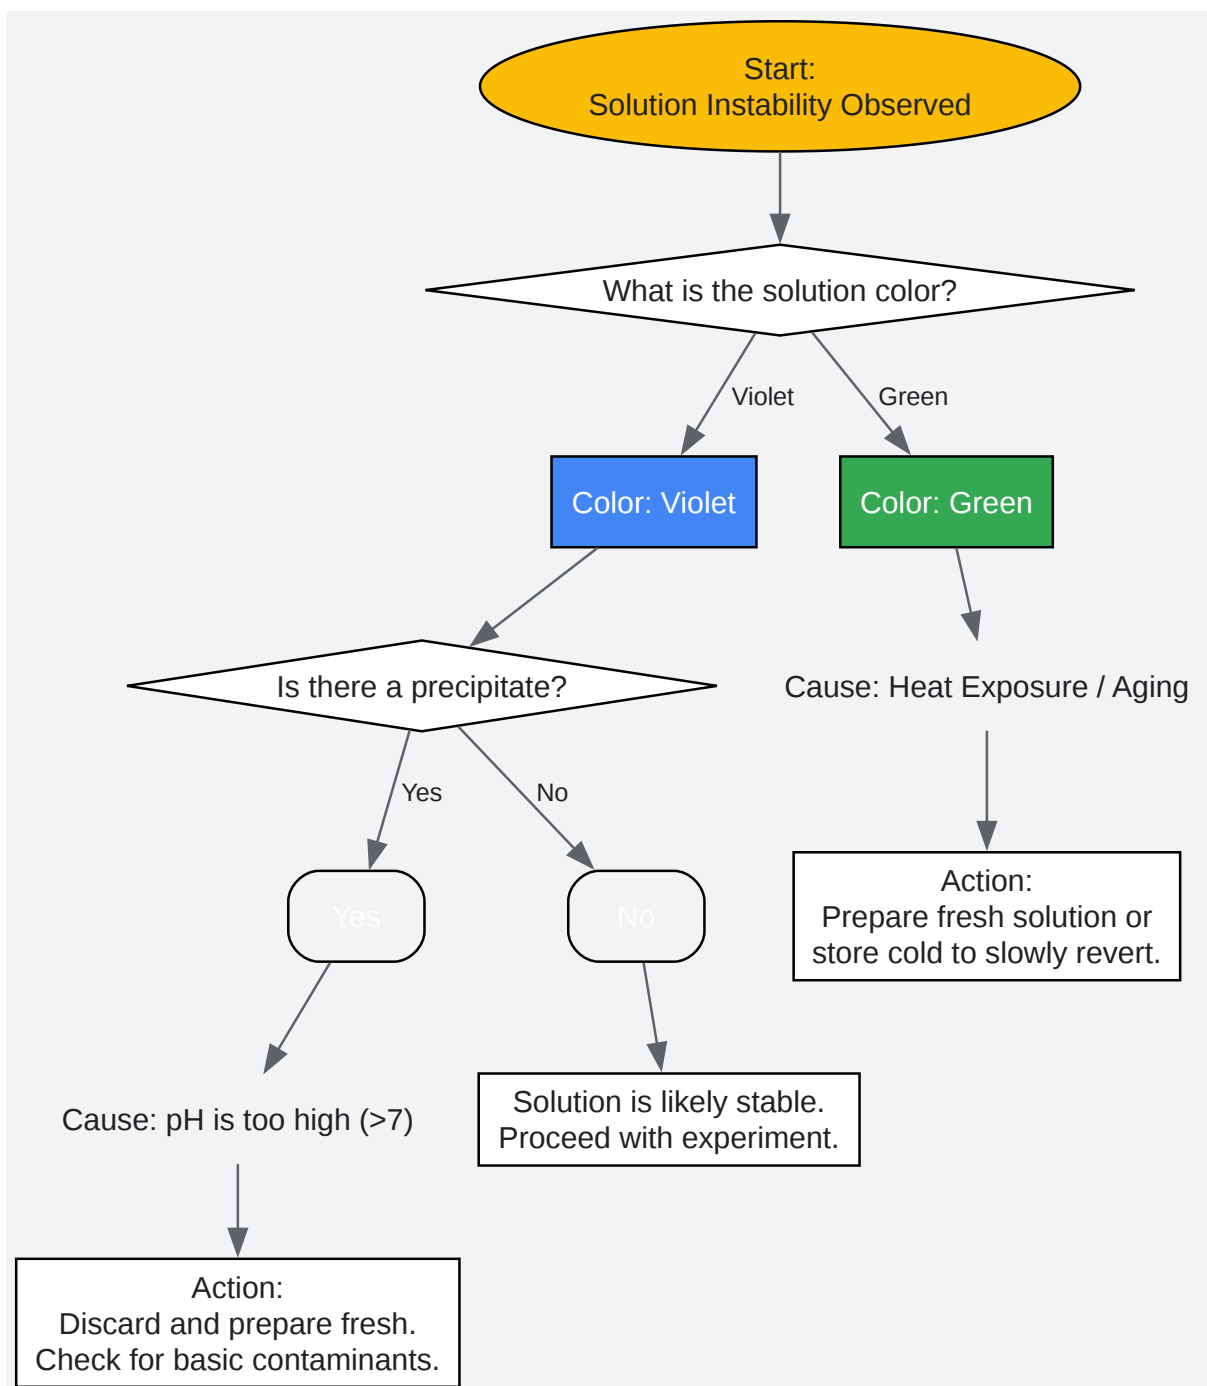 Start:
Solution Instability Observed
What is the solution color?
Violet
Green
Color: Violet
Color: Green
Is there a precipitate?
Cause: Heat Exposure / Aging
Yes
No
Yes
No
Action:
Prepare fresh solution or
store cold to slowly revert.
Cause: pH is too high (>7)
Solution is likely stable.
Proceed with experiment.
Action:
Discard and prepare fresh.
Check for basic contaminants.